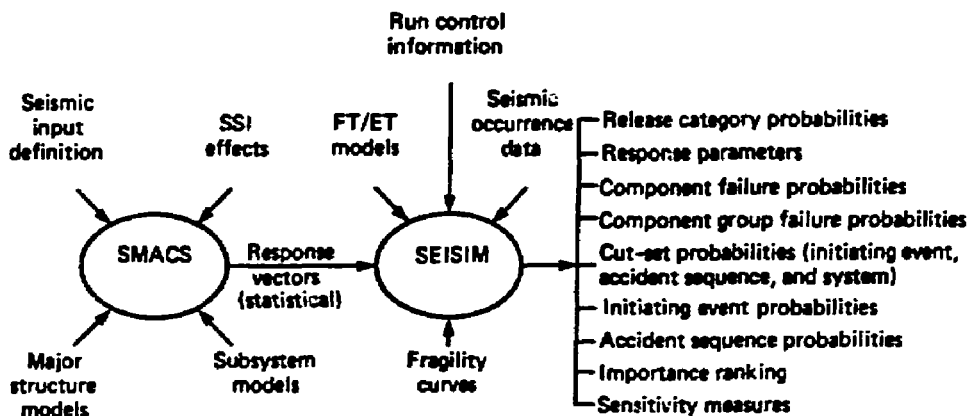 Run control
information
Seismic
input
definition
SSI
effects
FT/ET
models
Seismic
occurrence
data
SMACS
Response
vectors
(statistical)
SEISIM
Major
structure
models
Subsystem
models
Fragility
curves
Release category probabilities
Response parameters
Component failure probabilities
Component group failure probabilities
Cut-set probabilities (initiating event,
accident sequence, and system)
Initiating event probabilities
Accident sequence probabilities
Importance ranking
Sensitivity measures